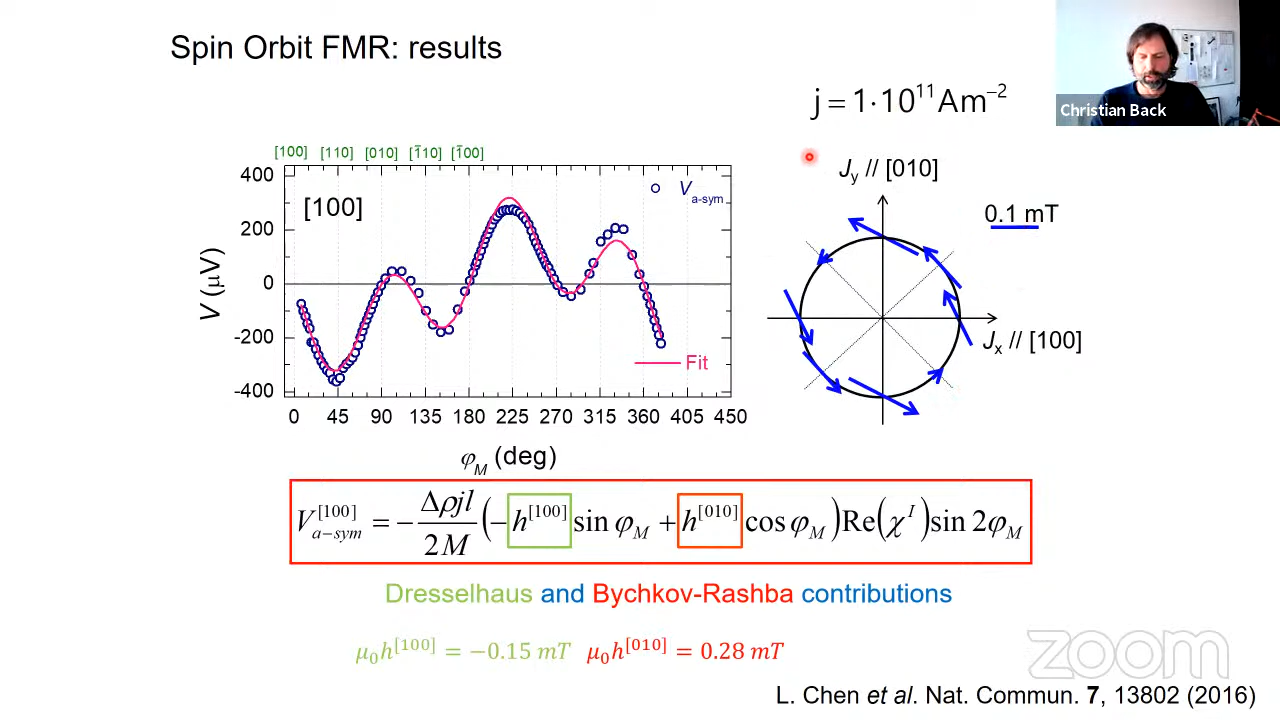 Spin Orbit FMR: results
Christian Back
j = 1·10¹¹ Am⁻²
[100] [110] [010] [1̄10] [1̄00]
400
200
0
-200
-400
V (μV)
[100]
V a-sym
Fit
0 45 90 135 180 225 270 315 360 405 450
φ_M (deg)
J_y // [010]
0.1 mT
J_x // [100]
V_{a-sym}^{[100]} = -\frac{Δρjl}{2M}(-h^{[100]} sin φ_M + h^{[010]} cos φ_M) Re(χ^I) sin 2φ_M
Dresselhaus and Bychkov-Rashba contributions
μ₀h^{[100]} = −0.15 mT μ₀h^{[010]} = 0.28 mT
zoom
L. Chen et al. Nat. Commun. 7, 13802 (2016)